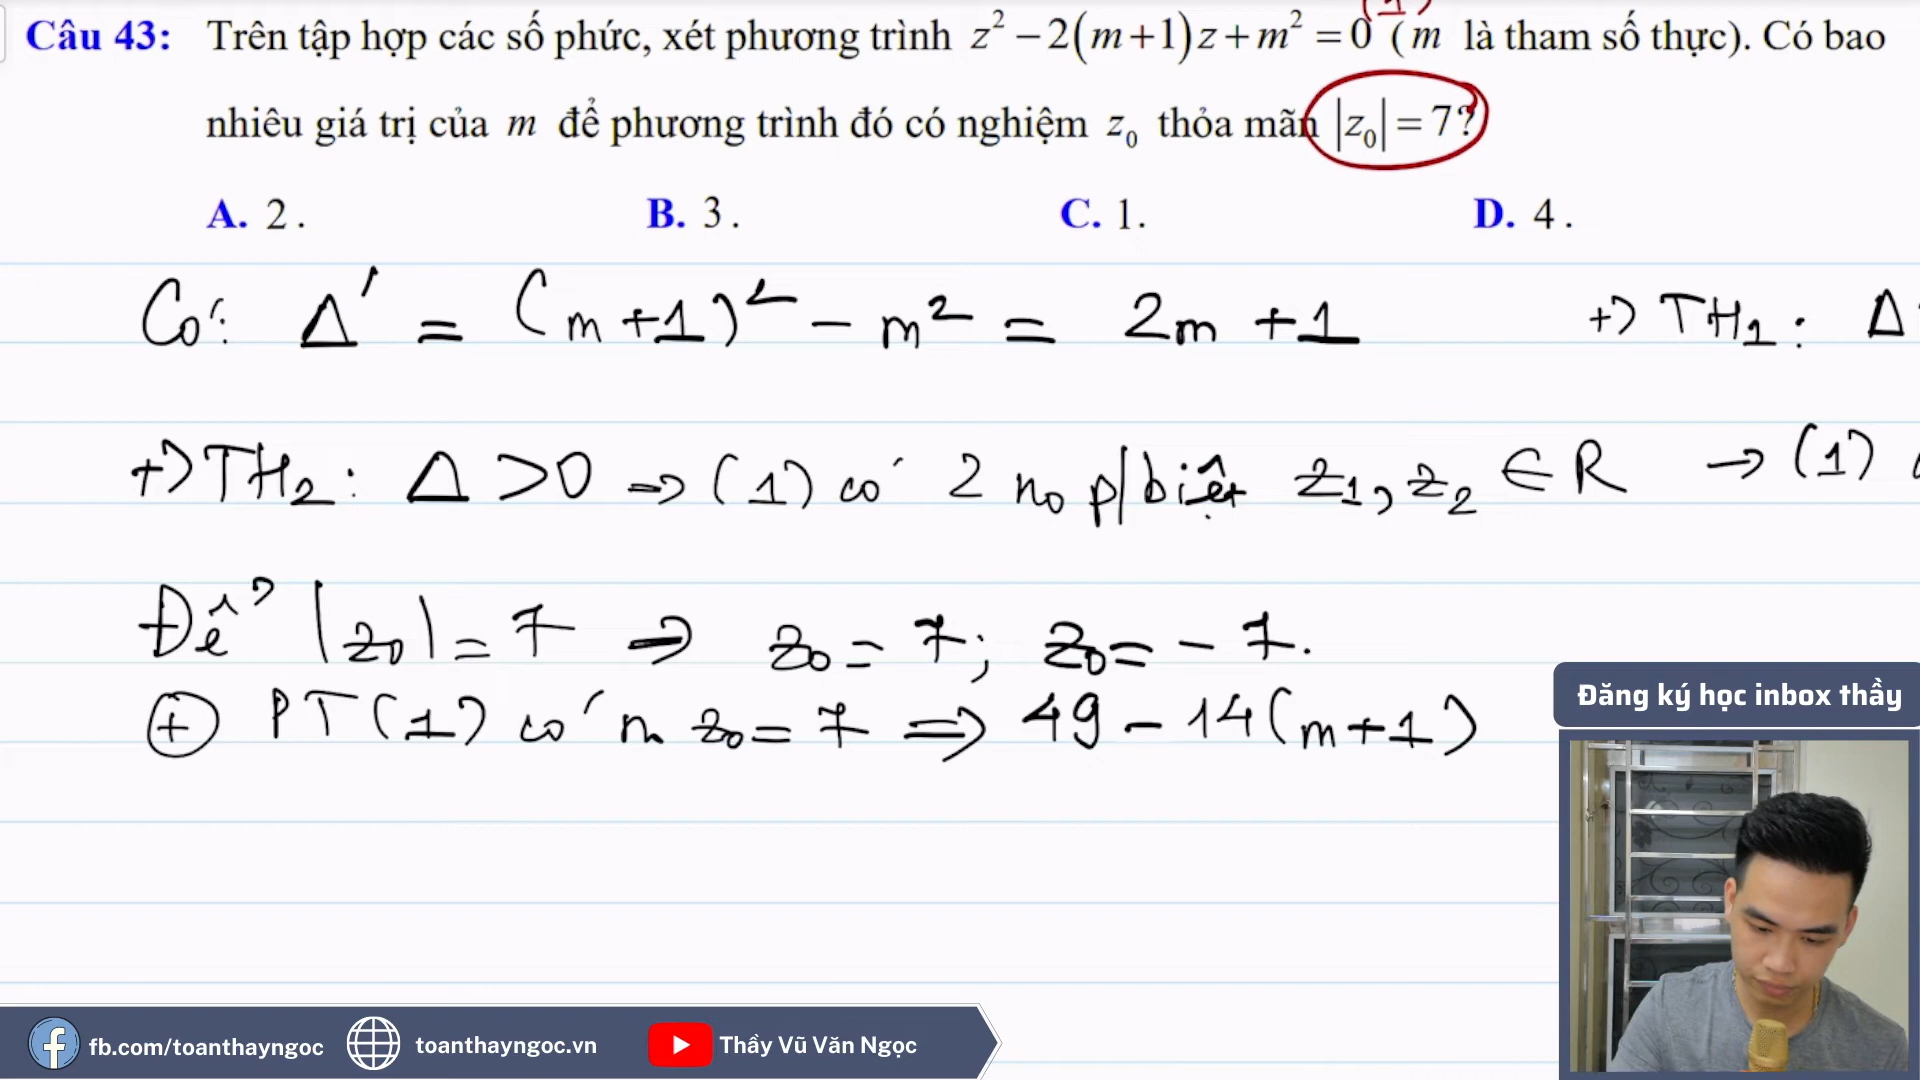 (1)
Câu 43: Trên tập hợp các số phức, xét phương trình z² − 2(m+1)z + m² = 0 (m là tham số thực). Có bao
nhiêu giá trị của m để phương trình đó có nghiệm z₀ thỏa mãn |z₀| = 7?
A. 2. B. 3. C. 1. D. 4.
Có: Δ' = (m+1)² − m² = 2m + 1 +) TH₁: Δ
+) TH₂: Δ > 0 → (1) có 2 no p/biệt z₁, z₂ ∈ R → (1)
Để |z₀| = 7 → z₀ = 7; z₀ = − 7.
⊕ PT(1) có n z₀ = 7 ⇒ 49 − 14(m+1)
Đăng ký học inbox thầy
fb.com/toanthayngoc toanthayngoc.vn Thầy Vũ Văn Ngọc